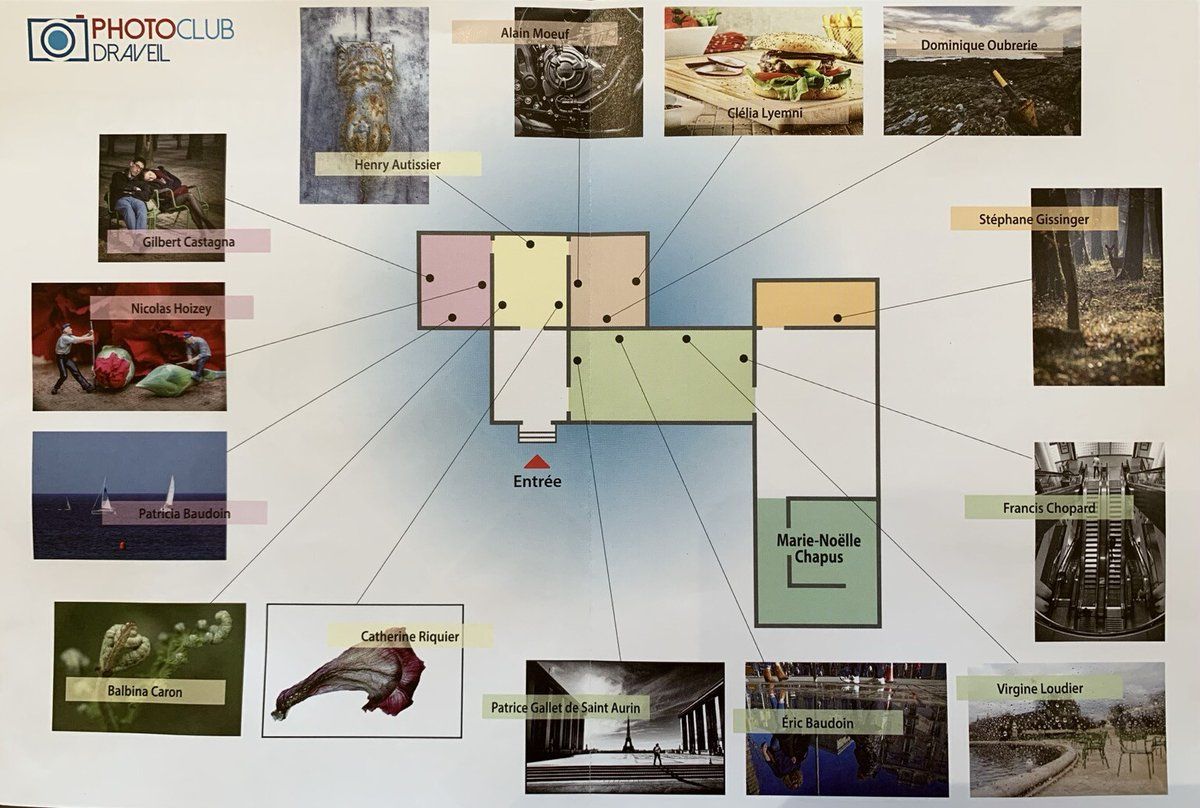 PHOTOCLUB
DRAVEIL
Alain Moeuf
Dominique Oubrerie
Clélia Lyemni
Henry Autissier
Stéphane Gissinger
Gilbert Castagna
Nicolas Hoizey
Patricia Baudoin
Entrée
Francis Chopard
Marie-Noëlle
Chapus
Catherine Riquier
Balbina Caron
Patrice Gallet de Saint Aurin
Éric Baudoin
Virgine Loudier